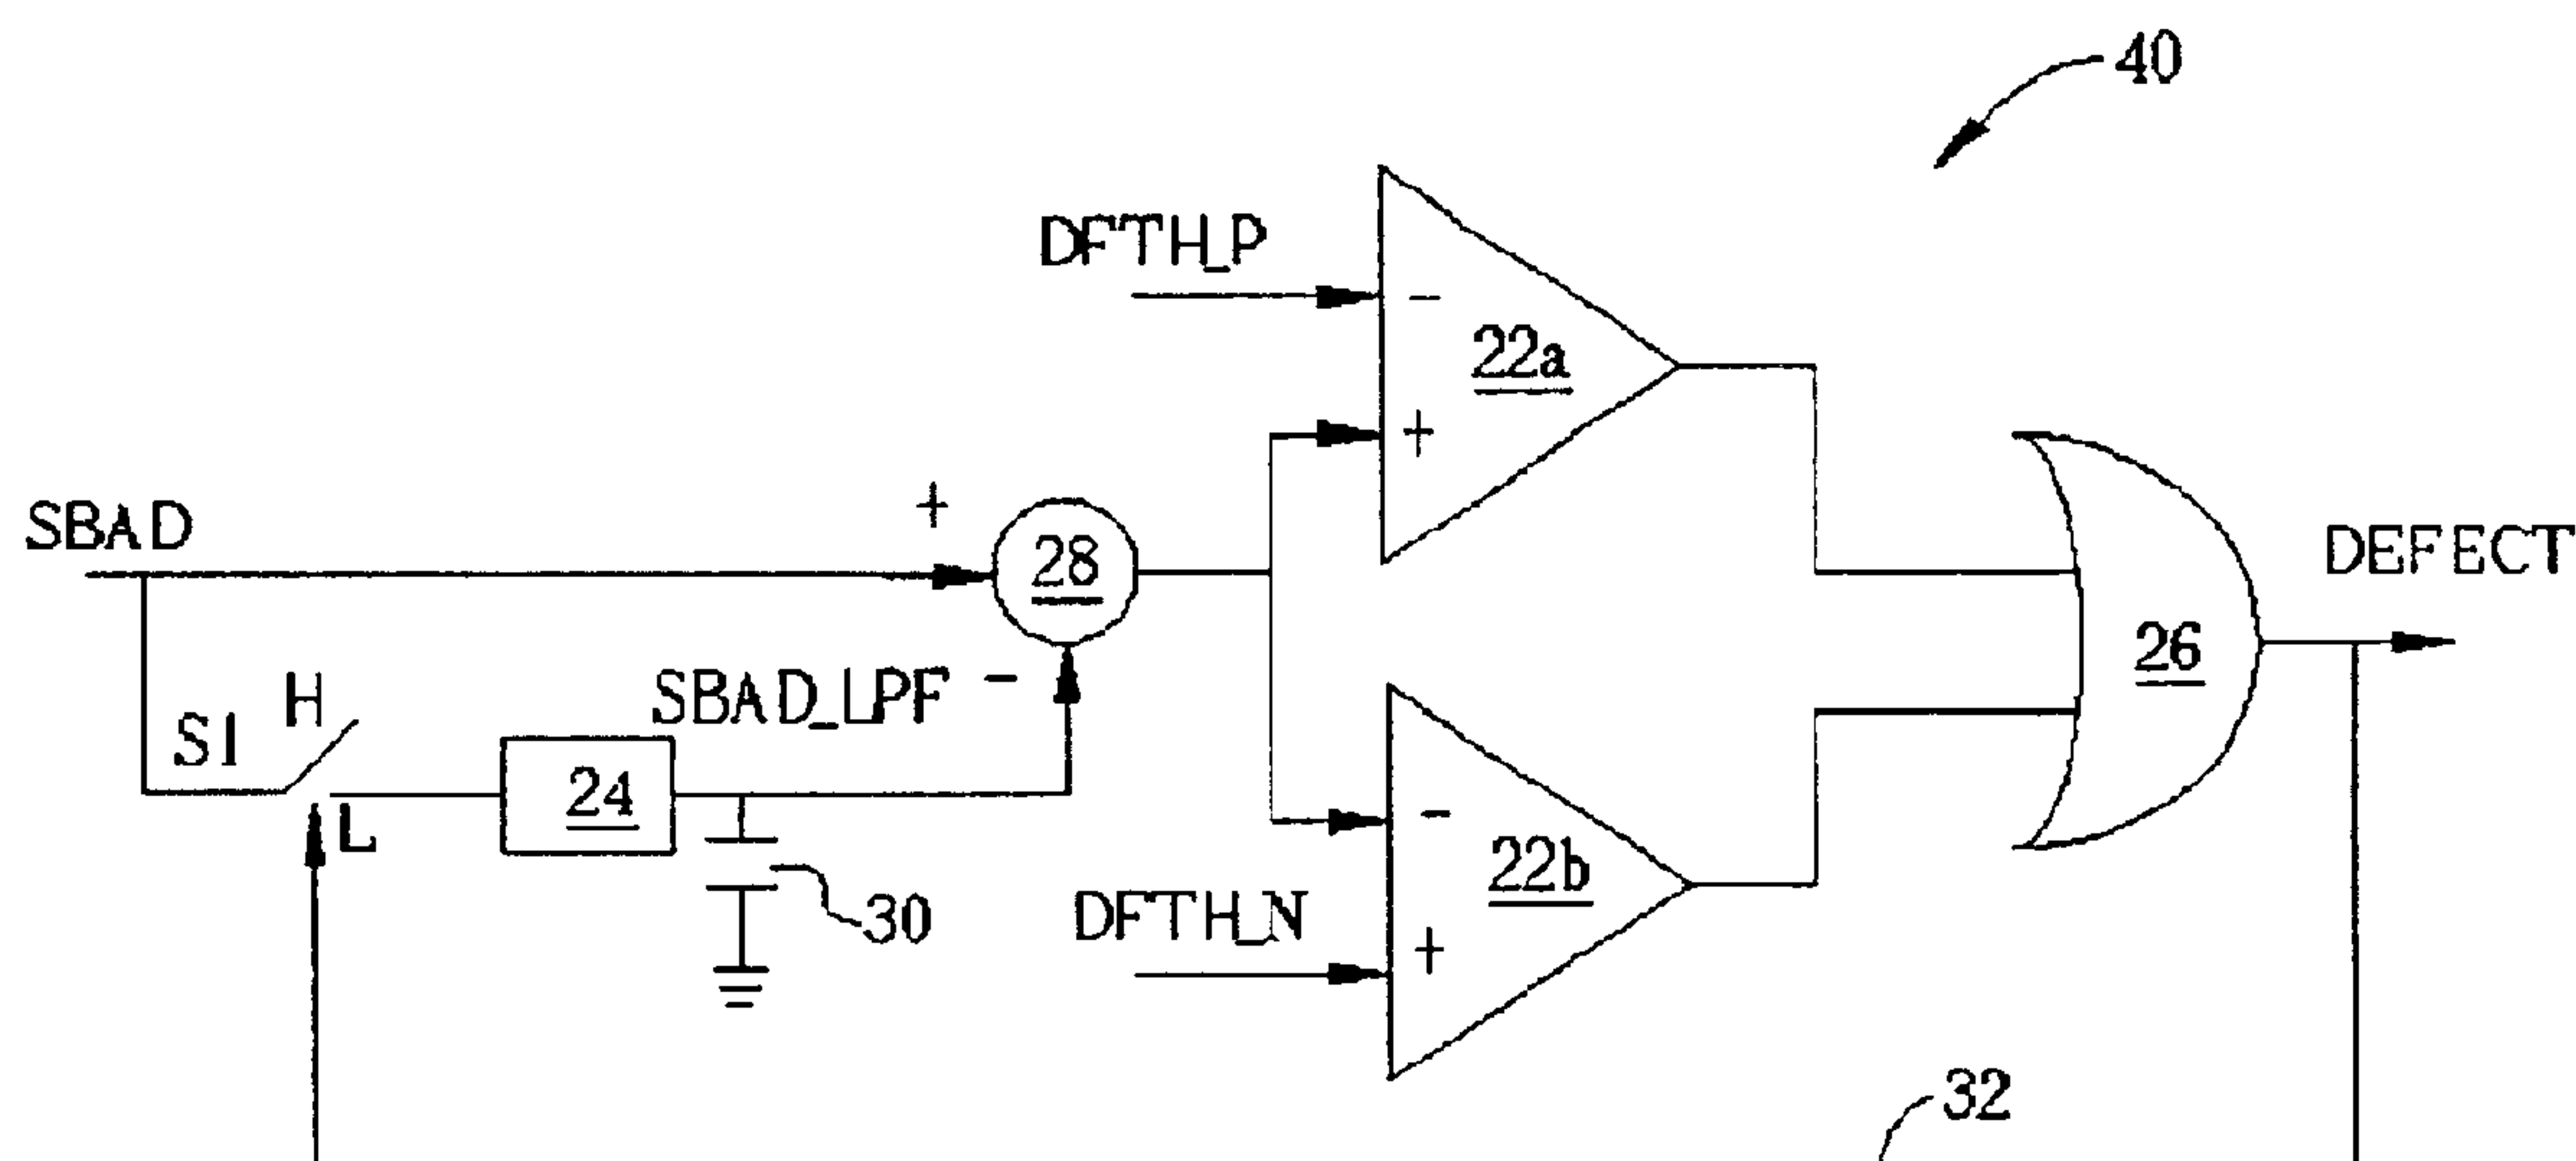 40
DFTH_P
-
22a
+
SBAD
+
28
DEFECT
26
SBAD_LPF -
H
S1
24
L
-
22b
30
DFTH_N
+
32